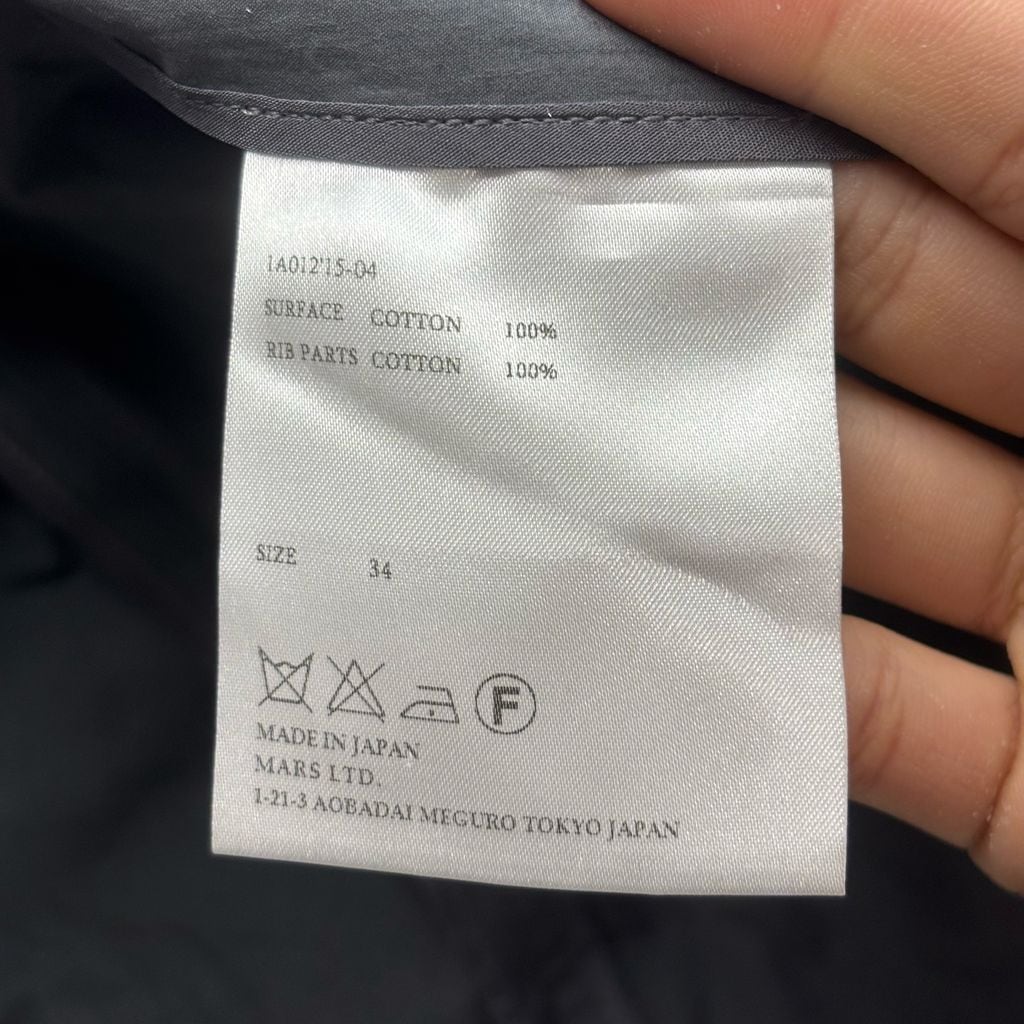 1A012'15-04
SURFACE COTTON 100%
RIB PARTS COTTON 100%
SIZE 34
F
MADE IN JAPAN
MARS LTD.
1-21-3 AOBADAI MEGURO TOKYO JAPAN